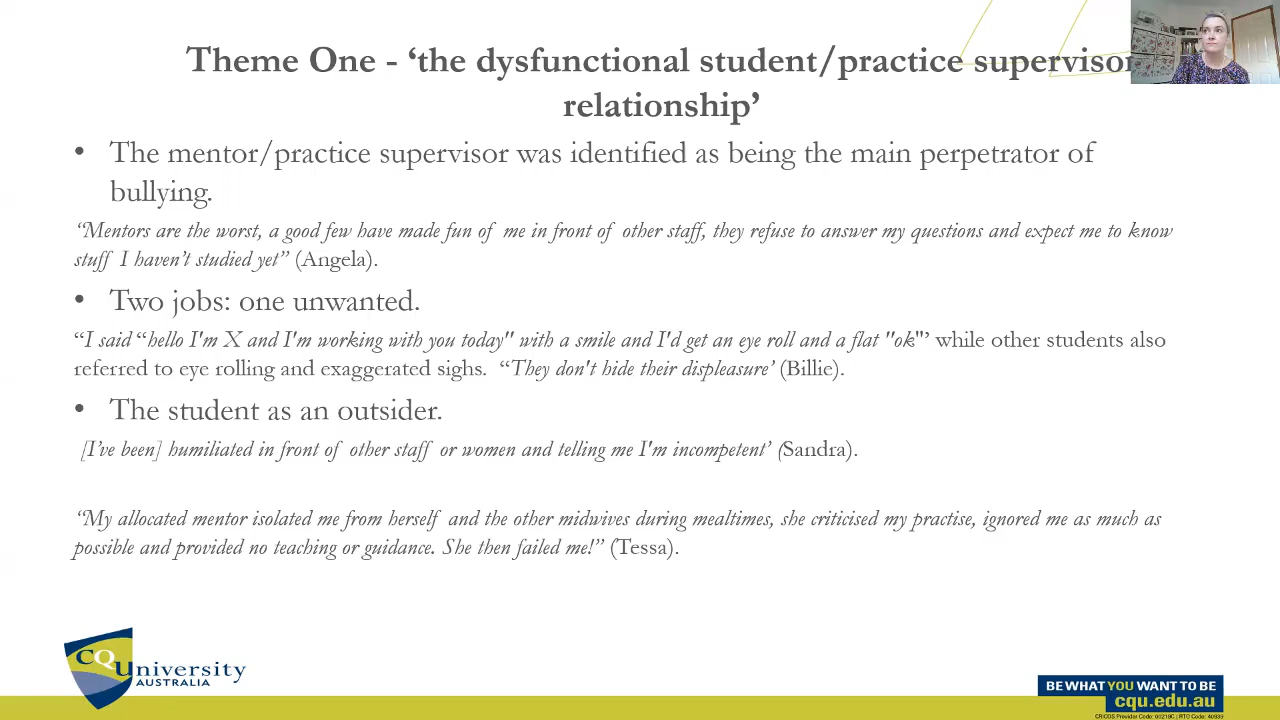 Theme One - ‘the dysfunctional student/practice supervisor
relationship’
• The mentor/practice supervisor was identified as being the main perpetrator of
bullying.
“Mentors are the worst, a good few have made fun of me in front of other staff, they refuse to answer my questions and expect me to know
stuff I haven’t studied yet” (Angela).
• Two jobs: one unwanted.
“I said “hello I'm X and I'm working with you today" with a smile and I'd get an eye roll and a flat "ok"” while other students also
referred to eye rolling and exaggerated sighs. “They don't hide their displeasure’ (Billie).
• The student as an outsider.
[I’ve been] humiliated in front of other staff or women and telling me I'm incompetent’ (Sandra).
“My allocated mentor isolated me from herself and the other midwives during mealtimes, she criticised my practise, ignored me as much as
possible and provided no teaching or guidance. She then failed me!” (Tessa).
CQUniversity
AUSTRALIA
BE WHAT YOU WANT TO BE
cqu.edu.au
CRICOS Provider Code: 00219C | RTO Code: 40939